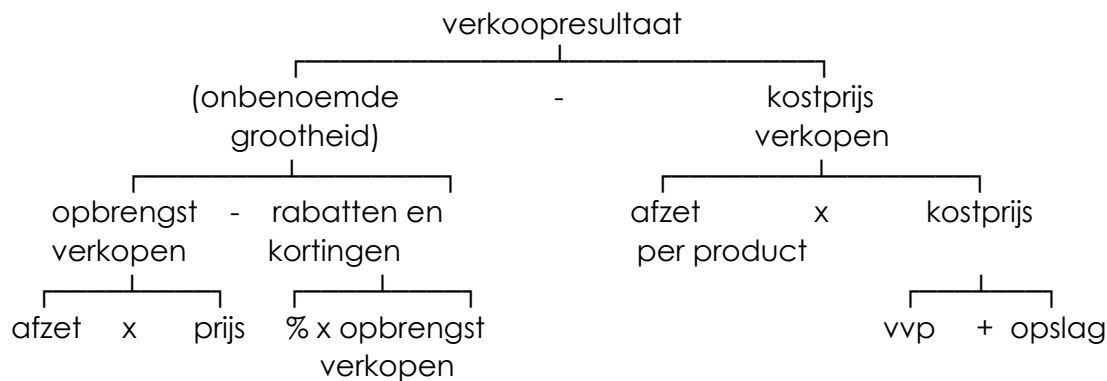 verkoopresultaat
(onbenoemde - kostprijs
grootheid) verkopen
opbrengst - rabatten en afzet x kostprijs
verkopen kortingen per product
afzet x prijs % x opbrengst vvp + opslag
verkopen